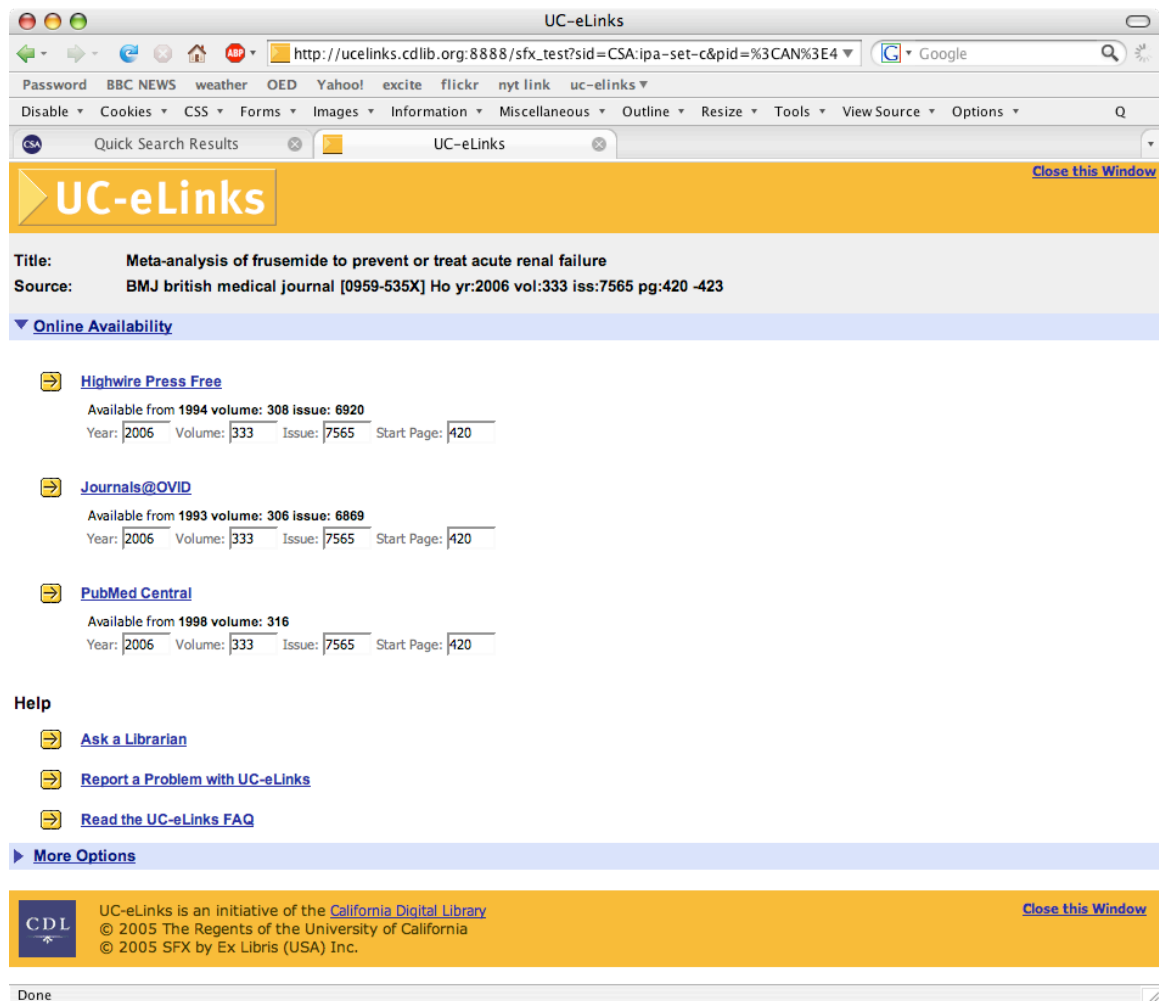 UC-eLinks
http://ucelinks.cdlib.org:8888/sfx_test?sid=CSA:ipa-set-c&pid=%3CAN%3E4
G Google
Password BBC NEWS weather OED Yahoo! excite flickr nyt link uc-elinks
Disable Cookies CSS Forms Images Information Miscellaneous Outline Resize Tools View Source Options Q
CSA Quick Search Results UC-eLinks
Close this Window
UC-eLinks
Title: Meta-analysis of frusemide to prevent or treat acute renal failure
Source: BMJ british medical journal [0959-535X] Ho yr:2006 vol:333 iss:7565 pg:420 -423
Online Availability
Highwire Press Free
Available from 1994 volume: 308 issue: 6920
Year: 2006 Volume: 333 Issue: 7565 Start Page: 420
Journals@OVID
Available from 1993 volume: 306 issue: 6869
Year: 2006 Volume: 333 Issue: 7565 Start Page: 420
PubMed Central
Available from 1998 volume: 316
Year: 2006 Volume: 333 Issue: 7565 Start Page: 420
Help
Ask a Librarian
Report a Problem with UC-eLinks
Read the UC-eLinks FAQ
More Options
CDL
UC-eLinks is an initiative of the California Digital Library
© 2005 The Regents of the University of California
© 2005 SFX by Ex Libris (USA) Inc.
Close this Window
Done